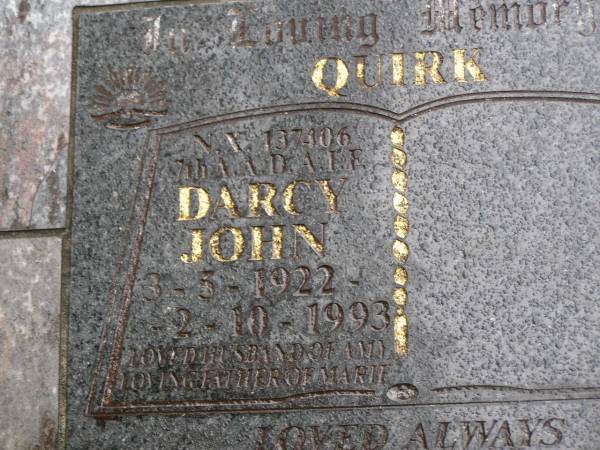 In Loving Memory
QUIRK
N.X. 137406
7th A.A.D. A.I.F.
DARCY
JOHN
3 - 5 - 1922 -
- 2 - 10 - 1993
LOVED HUSBAND OF AMY
LOVING FATHER OF MARIE
LOVED ALWAYS